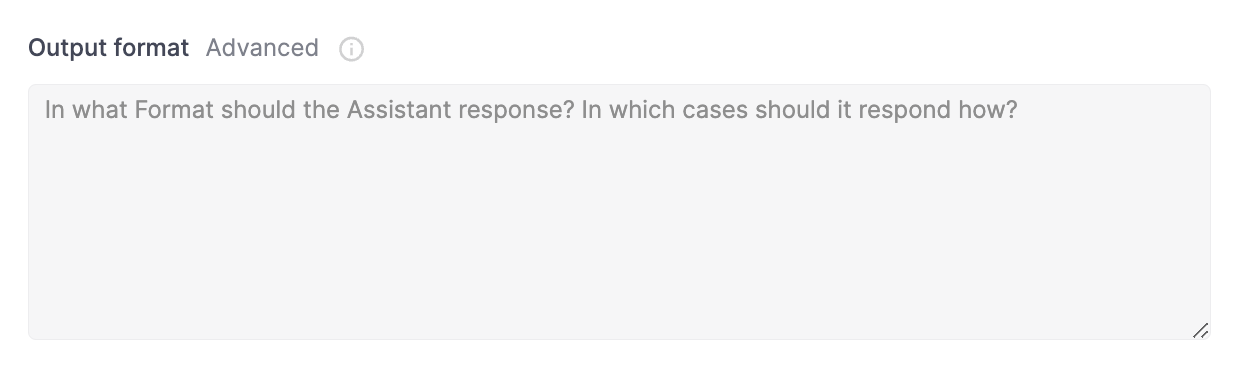 Output format Advanced
In what Format should the Assistant response? In which cases should it respond how?